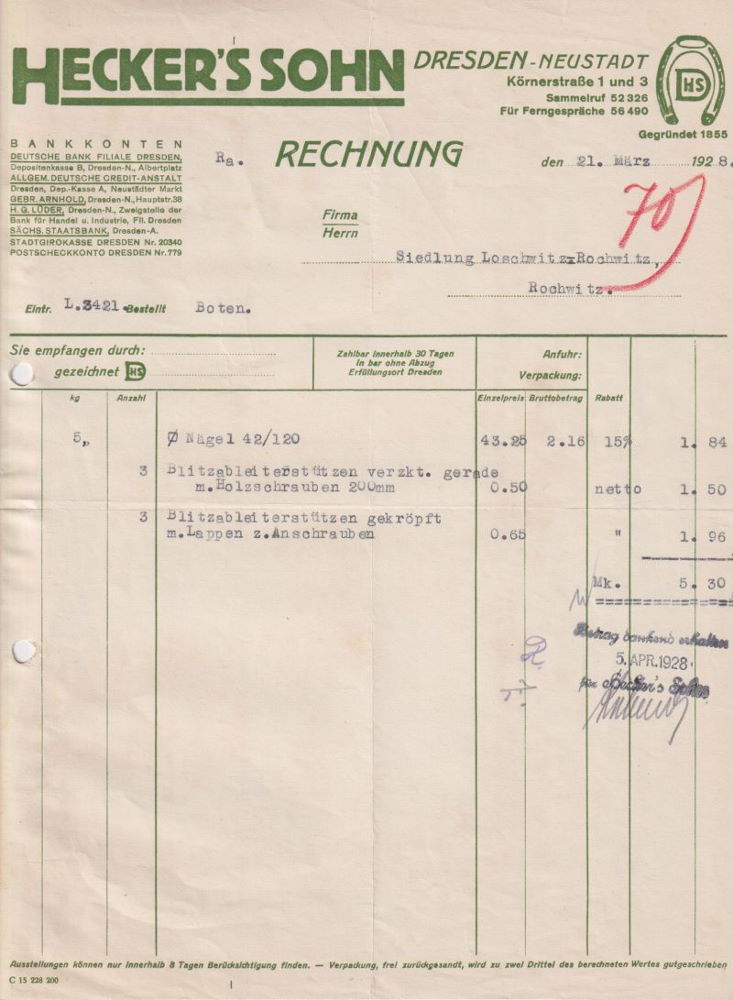 HECKER'S SOHN DRESDEN-NEUSTADT
Körnerstraße 1 und 3
Sammelruf 52326
Für Ferngespräche 56490
DHS
Gegründet 1855
BANKKONTEN
DEUTSCHE BANK FILIALE DRESDEN,
Depositenkasse B, Dresden-N., Albertplatz
ALLGEM. DEUTSCHE CREDIT-ANSTALT
Dresden, Dep.-Kasse A, Neustädter Markt
GEBR. ARNHOLD, Dresden-N., Hauptstr. 38
H. G. LÜDER, Dresden-N., Zweigstelle der
Bank für Handel u. Industrie, Fil. Dresden
SÄCHS. STAATSBANK, Dresden-A.
STADTGIROKASSE DRESDEN Nr. 20340
POSTSCHECKKONTO DRESDEN Nr. 779
Ra. RECHNUNG den 21. März 1928.
70
Firma
Herrn
Siedlung Loschwitz-Rochwitz,
Rochwitz.
Eintr. L.3421. Bestellt Boten.
Sie empfangen durch:
gezeichnet DHS
Zahlbar innerhalb 30 Tagen
in bar ohne Abzug
Erfüllungsort Dresden
Anfuhr:
Verpackung:
kg Anzahl Einzelpreis Bruttobetrag Rabatt
5,, Ø Nägel 42/120 43.25 2.16 15% 1. 84
3 Blitzableiterstützen verzkt. gerade
m.Holzschrauben 200mm 0.50 netto 1. 50
3 Blitzableiterstützen gekröpft
m.Lappen z.Anschrauben 0.65 " 1. 96
Mk. 5. 30
Betrag dankend erhalten
5. APR. 1928
per Hecker's Sohn
Ausstellungen können nur innerhalb 8 Tagen Berücksichtigung finden. — Verpackung, frei zurückgesandt, wird zu zwei Drittel des berechneten Wertes gutgeschrieben
C 15 228 200